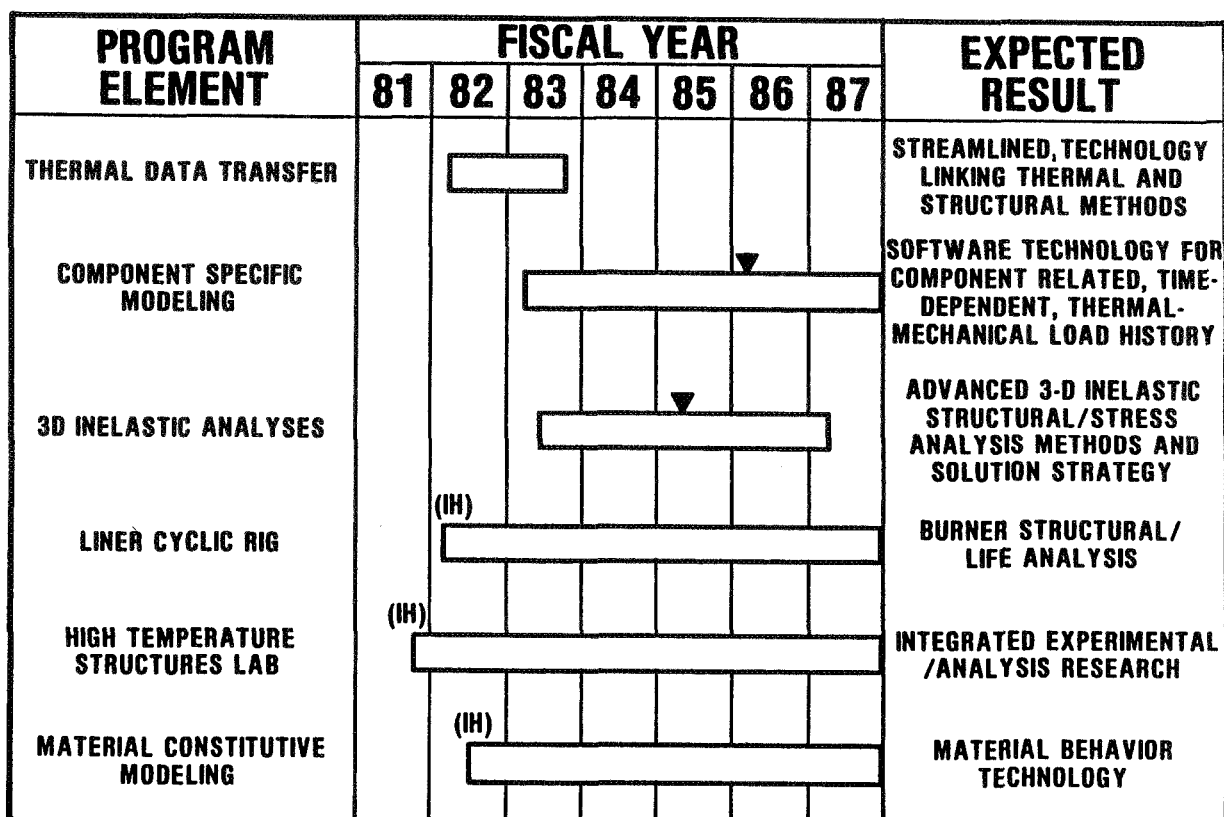 PROGRAM
ELEMENT
FISCAL YEAR
81 82 83 84 85 86 87
EXPECTED
RESULT
THERMAL DATA TRANSFER
STREAMLINED, TECHNOLOGY
LINKING THERMAL AND
STRUCTURAL METHODS
COMPONENT SPECIFIC
MODELING
SOFTWARE TECHNOLOGY FOR
COMPONENT RELATED, TIME-
DEPENDENT, THERMAL-
MECHANICAL LOAD HISTORY
3D INELASTIC ANALYSES
ADVANCED 3-D INELASTIC
STRUCTURAL/STRESS
ANALYSIS METHODS AND
SOLUTION STRATEGY
LINER CYCLIC RIG
(IH)
BURNER STRUCTURAL/
LIFE ANALYSIS
HIGH TEMPERATURE
STRUCTURES LAB
(IH)
INTEGRATED EXPERIMENTAL
/ANALYSIS RESEARCH
MATERIAL CONSTITUTIVE
MODELING
(IH)
MATERIAL BEHAVIOR
TECHNOLOGY